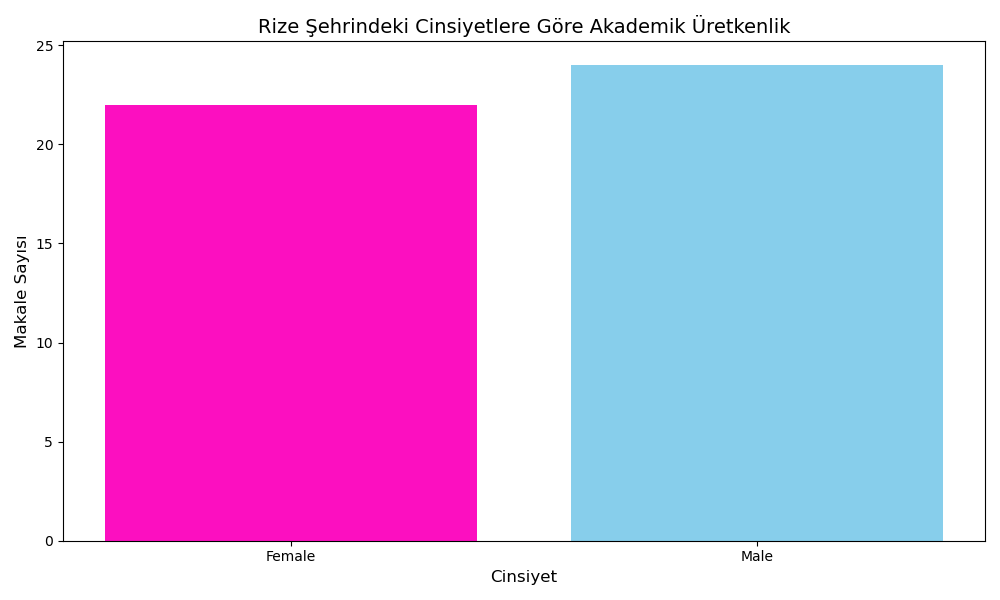 Rize Şehrindeki Cinsiyetlere Göre Akademik Üretkenlik
Makale Sayısı
25
20
15
10
5
0
Female
Male
Cinsiyet